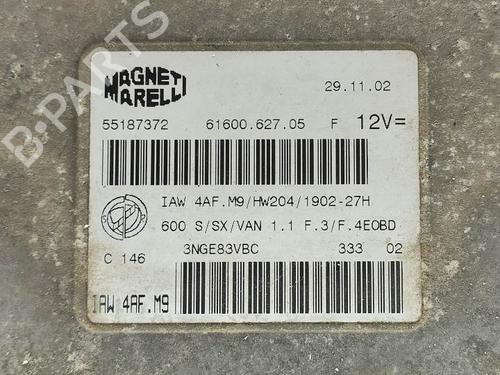 MAGNETI MARELLI
29.11.02
55187372 61600.627.05 F 12V=
IAW 4AF.M9/HW204/1902-27H
600 S/SX/VAN 1.1 F.3/F.4EOBD
3NGE83VBC 333 02
C 146
IAW 4AF.M9
B-PARTS